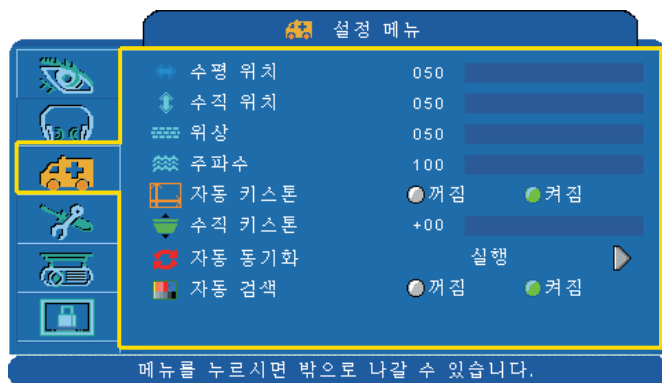 설정 메뉴
수평 위치 050
수직 위치 050
위상 050
주파수 100
자동 키스톤 꺼짐 켜짐
수직 키스톤 +00
자동 동기화 실행
자동 검색 꺼짐 켜짐
메뉴를 누르시면 밖으로 나갈 수 있습니다.